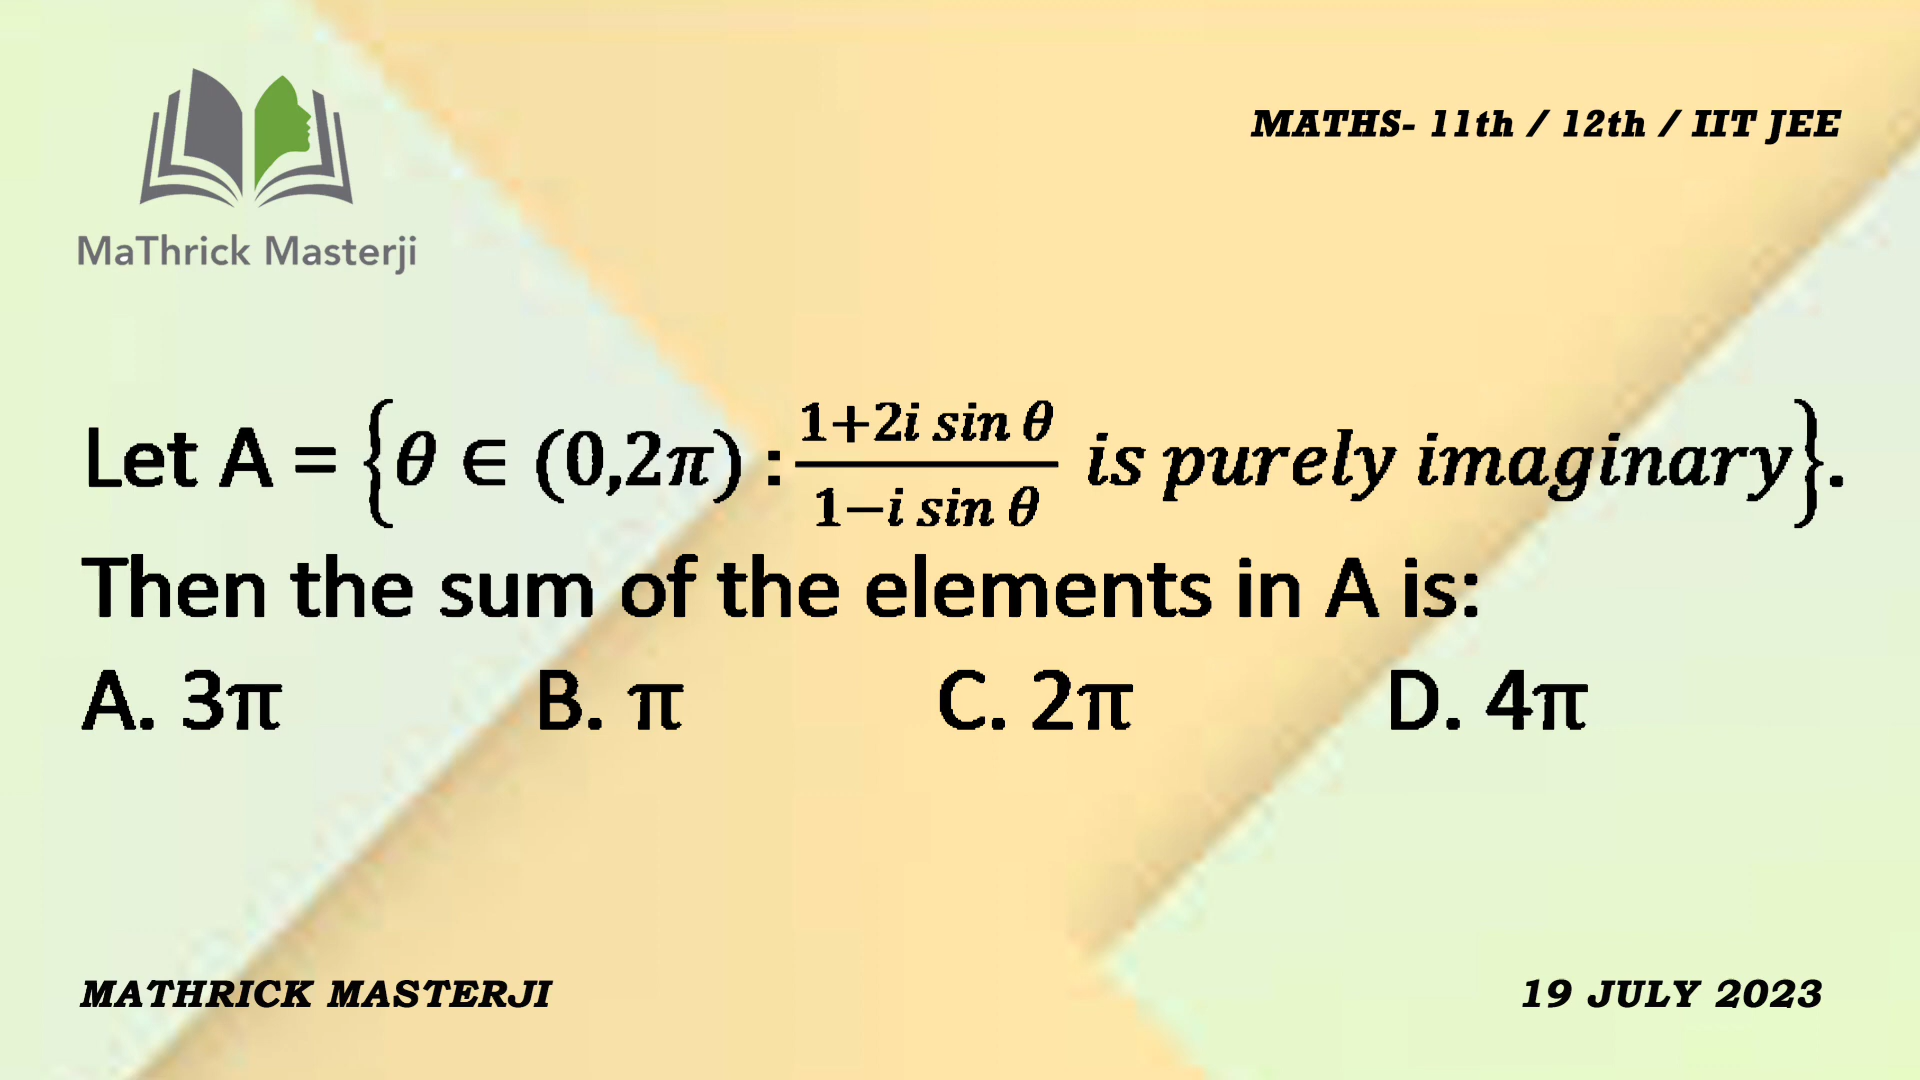 MATHS- 11th / 12th / IIT JEE
MaThrick Masterji
Let A = {θ ∈ (0,2π) : \frac{1+2i sin θ}{1−i sin θ} is purely imaginary}.
Then the sum of the elements in A is:
A. 3π B. π C. 2π D. 4π
MATHRICK MASTERJI 19 JULY 2023